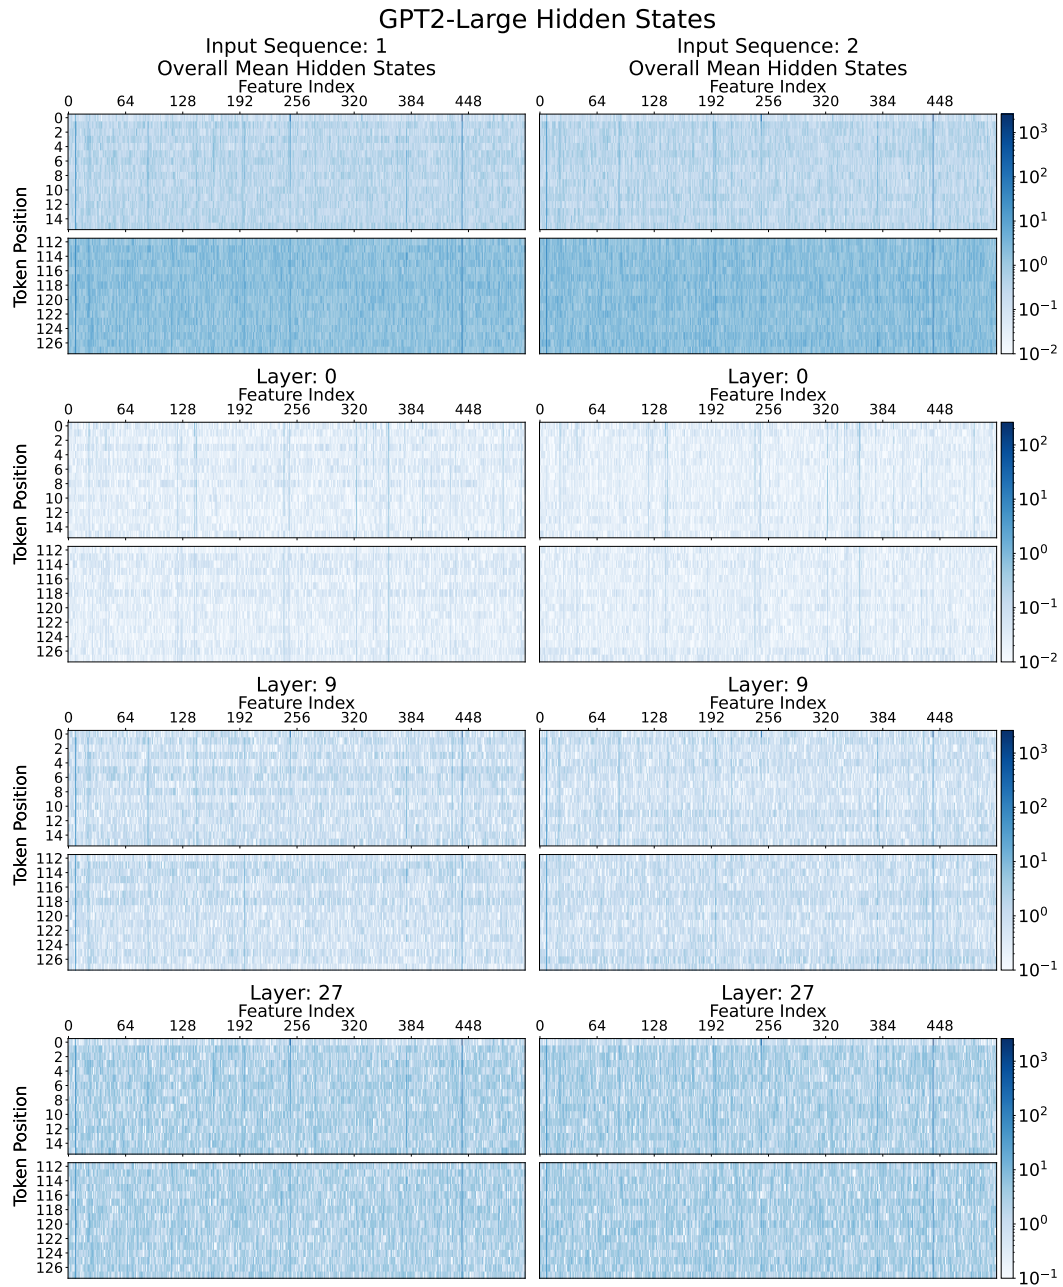 GPT2-Large Hidden States
Input Sequence: 1
Overall Mean Hidden States
Feature Index
0 64 128 192 256 320 384 448
Token Position
0
2
4
6
8
10
12
14
112
114
116
118
120
122
124
126
Input Sequence: 2
Overall Mean Hidden States
Feature Index
0 64 128 192 256 320 384 448
10³
10²
10¹
10⁰
10⁻¹
10⁻²
Layer: 0
Feature Index
0 64 128 192 256 320 384 448
Token Position
0
2
4
6
8
10
12
14
112
116
118
120
124
126
Layer: 0
Feature Index
0 64 128 192 256 320 384 448
10²
10¹
10⁰
10⁻¹
10⁻²
Layer: 9
Feature Index
0 64 128 192 256 320 384 448
Token Position
0
2
4
6
8
10
12
14
112
116
118
120
124
126
Layer: 9
Feature Index
0 64 128 192 256 320 384 448
10³
10²
10¹
10⁰
10⁻¹
Layer: 27
Feature Index
0 64 128 192 256 320 384 448
Token Position
0
2
4
6
8
10
12
14
112
116
118
120
124
126
Layer: 27
Feature Index
0 64 128 192 256 320 384 448
10³
10²
10¹
10⁰
10⁻¹